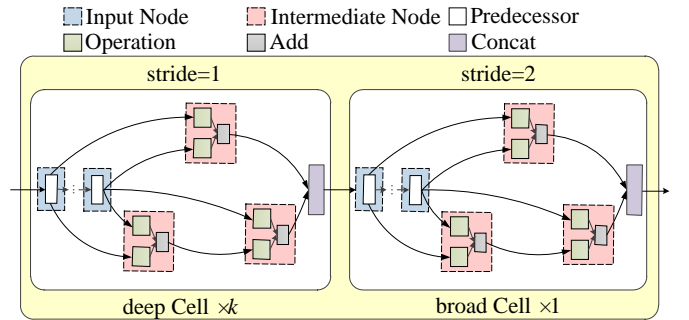 Input Node Intermediate Node Predecessor
Operation Add Concat
stride=1 stride=2
deep Cell ×k broad Cell ×1